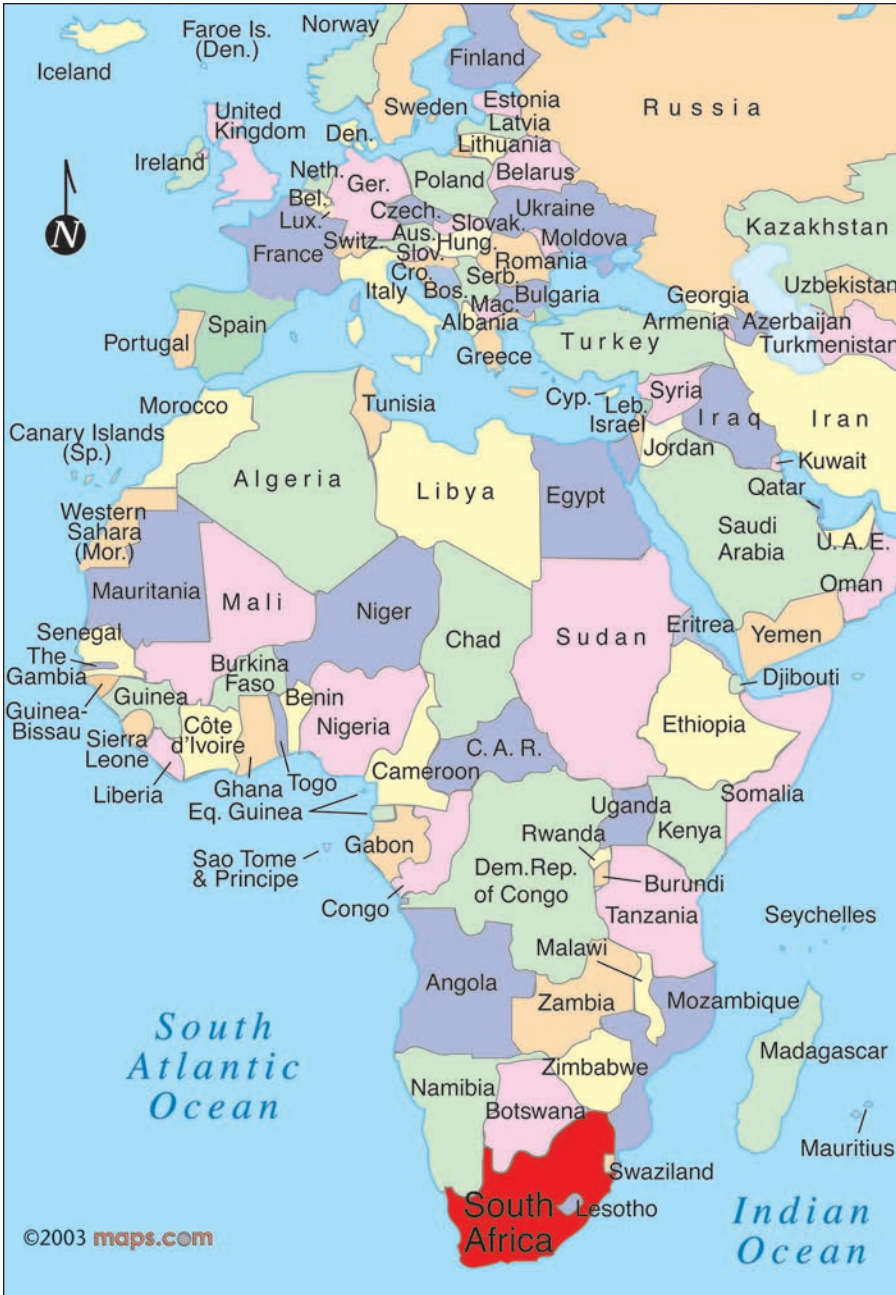 Faroe Is.
(Den.)
Norway
Iceland
Finland
Sweden
Estonia
Russia
Latvia
United
Kingdom
Den.
Lithuania
Ireland
Neth.
Ger.
Poland
Belarus
Bel.
Lux.
Czech.
Slovak.
Ukraine
Kazakhstan
N
France
Switz.
Aus.
Hung.
Moldova
Slov.
Romania
Cro.
Serb.
Uzbekistan
Italy
Bos.
Mac.
Bulgaria
Georgia
Spain
Albania
Armenia
Azerbaijan
Portugal
Greece
Turkey
Turkmenistan
Morocco
Tunisia
Cyp.
Leb.
Syria
Iraq
Iran
Canary Islands
(Sp.)
Israel
Jordan
Kuwait
Algeria
Libya
Egypt
Qatar
Western
Sahara
(Mor.)
Saudi
Arabia
U. A. E.
Mauritania
Mali
Niger
Oman
Senegal
Chad
Sudan
Eritrea
Yemen
The
Gambia
Burkina
Faso
Djibouti
Guinea
Benin
Guinea-
Bissau
Côte
d'Ivoire
Nigeria
Ethiopia
Sierra
Leone
C. A. R.
Liberia
Ghana
Togo
Cameroon
Somalia
Eq. Guinea
Uganda
Kenya
Gabon
Rwanda
Sao Tome
& Principe
Dem.Rep.
of Congo
Burundi
Congo
Tanzania
Seychelles
Malawi
Angola
Zambia
Mozambique
South
Atlantic
Ocean
Madagascar
Zimbabwe
Namibia
Botswana
Mauritius
Swaziland
South
Africa
Lesotho
Indian
Ocean
©2003 maps.com